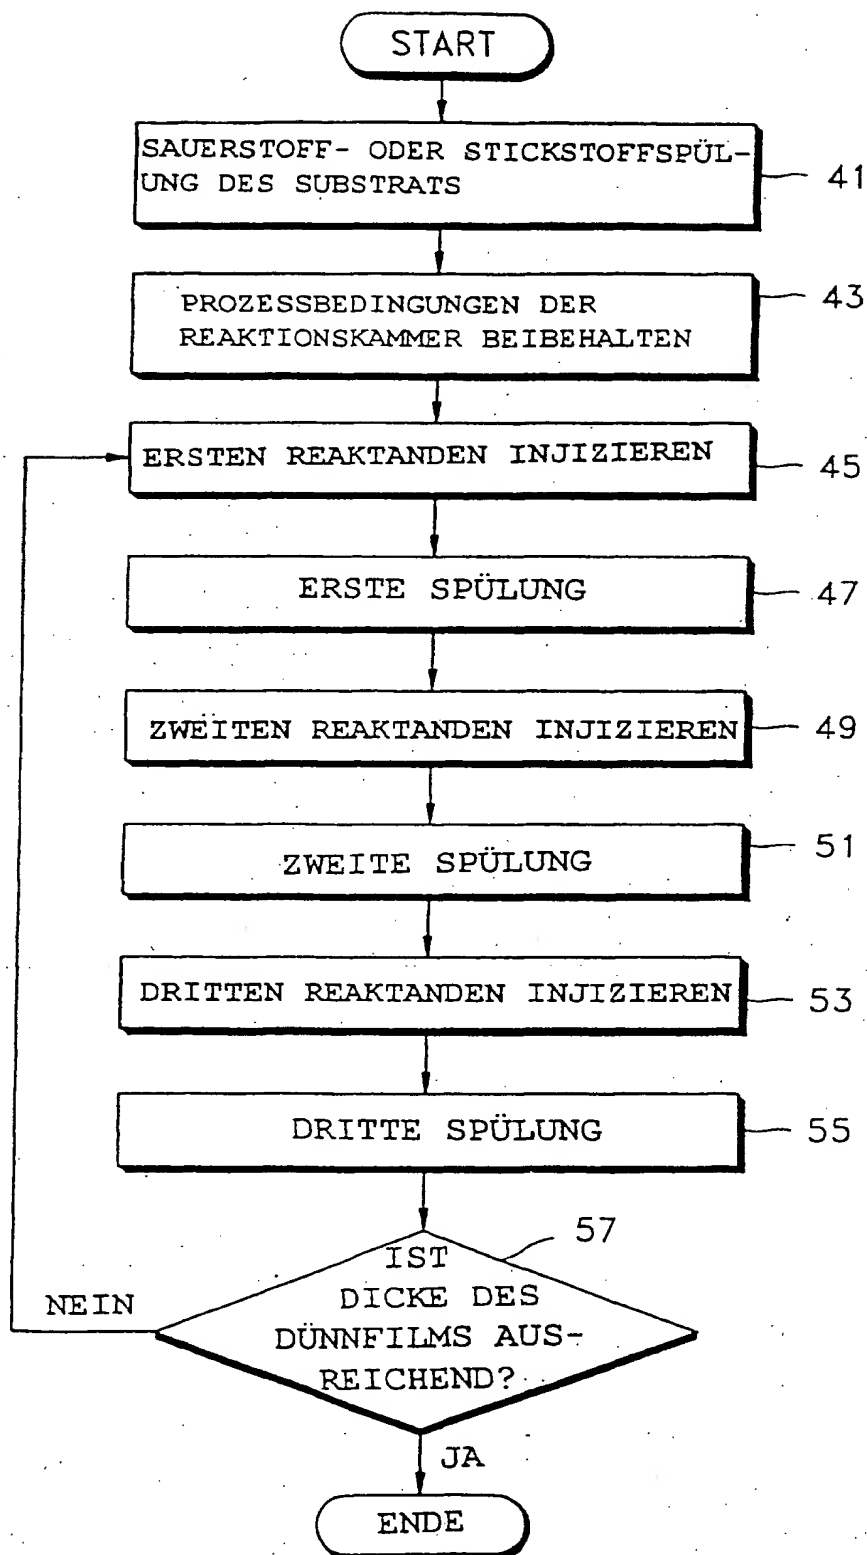 START
SAUERSTOFF- ODER STICKSTOFFSPÜL-
UNG DES SUBSTRATS
41
PROZESSBEDINGUNGEN DER
REAKTIONSKAMMER BEIBEHALTEN
43
ERSTEN REAKTANDEN INJIZIEREN
45
ERSTE SPÜLUNG
47
ZWEITEN REAKTANDEN INJIZIEREN
49
ZWEITE SPÜLUNG
51
DRITTEN REAKTANDEN INJIZIEREN
53
DRITTE SPÜLUNG
55
57
IST
DICKE DES
DÜNNFILMS AUS-
REICHEND?
NEIN
JA
ENDE